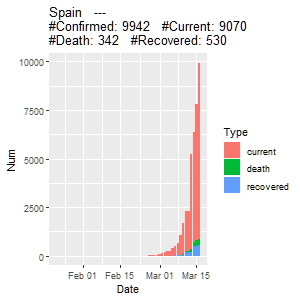 Spain ---
#Confirmed: 9942 #Current: 9070
#Death: 342 #Recovered: 530
10000
7500
5000
2500
0
Num
Feb 01 Feb 15 Mar 01 Mar 15
Date
Type
current
death
recovered